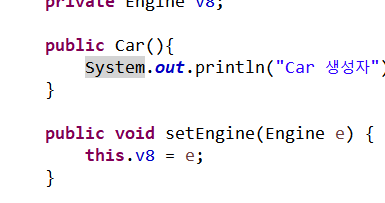 private Engine v8;
public Car(){
System.out.println("Car 생성자")
}
public void setEngine(Engine e) {
this.v8 = e;
}